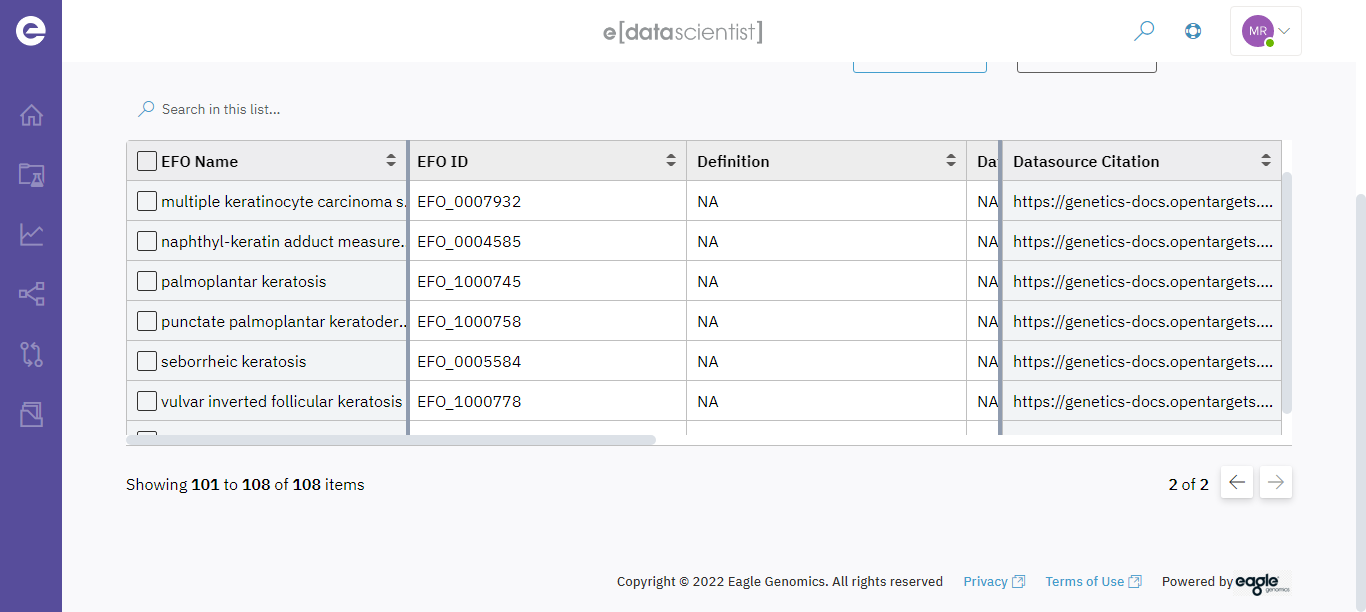 e[datascientist]
MR
Search in this list...
EFO Name EFO ID Definition Da Datasource Citation
multiple keratinocyte carcinoma s. EFO_0007932 NA NA https://genetics-docs.opentargets....
naphthyl-keratin adduct measure. EFO_0004585 NA NA https://genetics-docs.opentargets....
palmoplantar keratosis EFO_1000745 NA NA https://genetics-docs.opentargets....
punctate palmoplantar keratoder.. EFO_1000758 NA NA https://genetics-docs.opentargets....
seborrheic keratosis EFO_0005584 NA NA https://genetics-docs.opentargets....
vulvar inverted follicular keratosis EFO_1000778 NA NA https://genetics-docs.opentargets....
Showing 101 to 108 of 108 items 2 of 2
Copyright © 2022 Eagle Genomics. All rights reserved Privacy Terms of Use Powered by eagle genomics